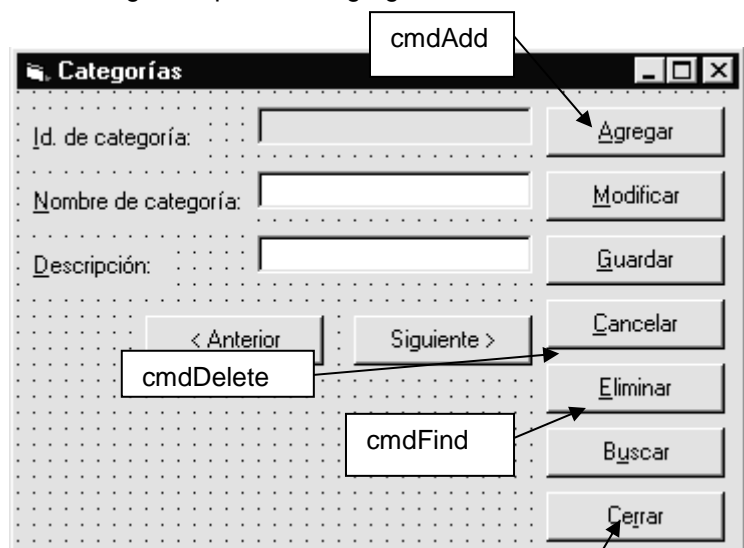 cmdAdd
Categorías
Id. de categoría:
Agregar
Nombre de categoría:
Modificar
Descripción:
Guardar
< Anterior
Siguiente >
Cancelar
cmdDelete
Eliminar
cmdFind
Buscar
Cerrar